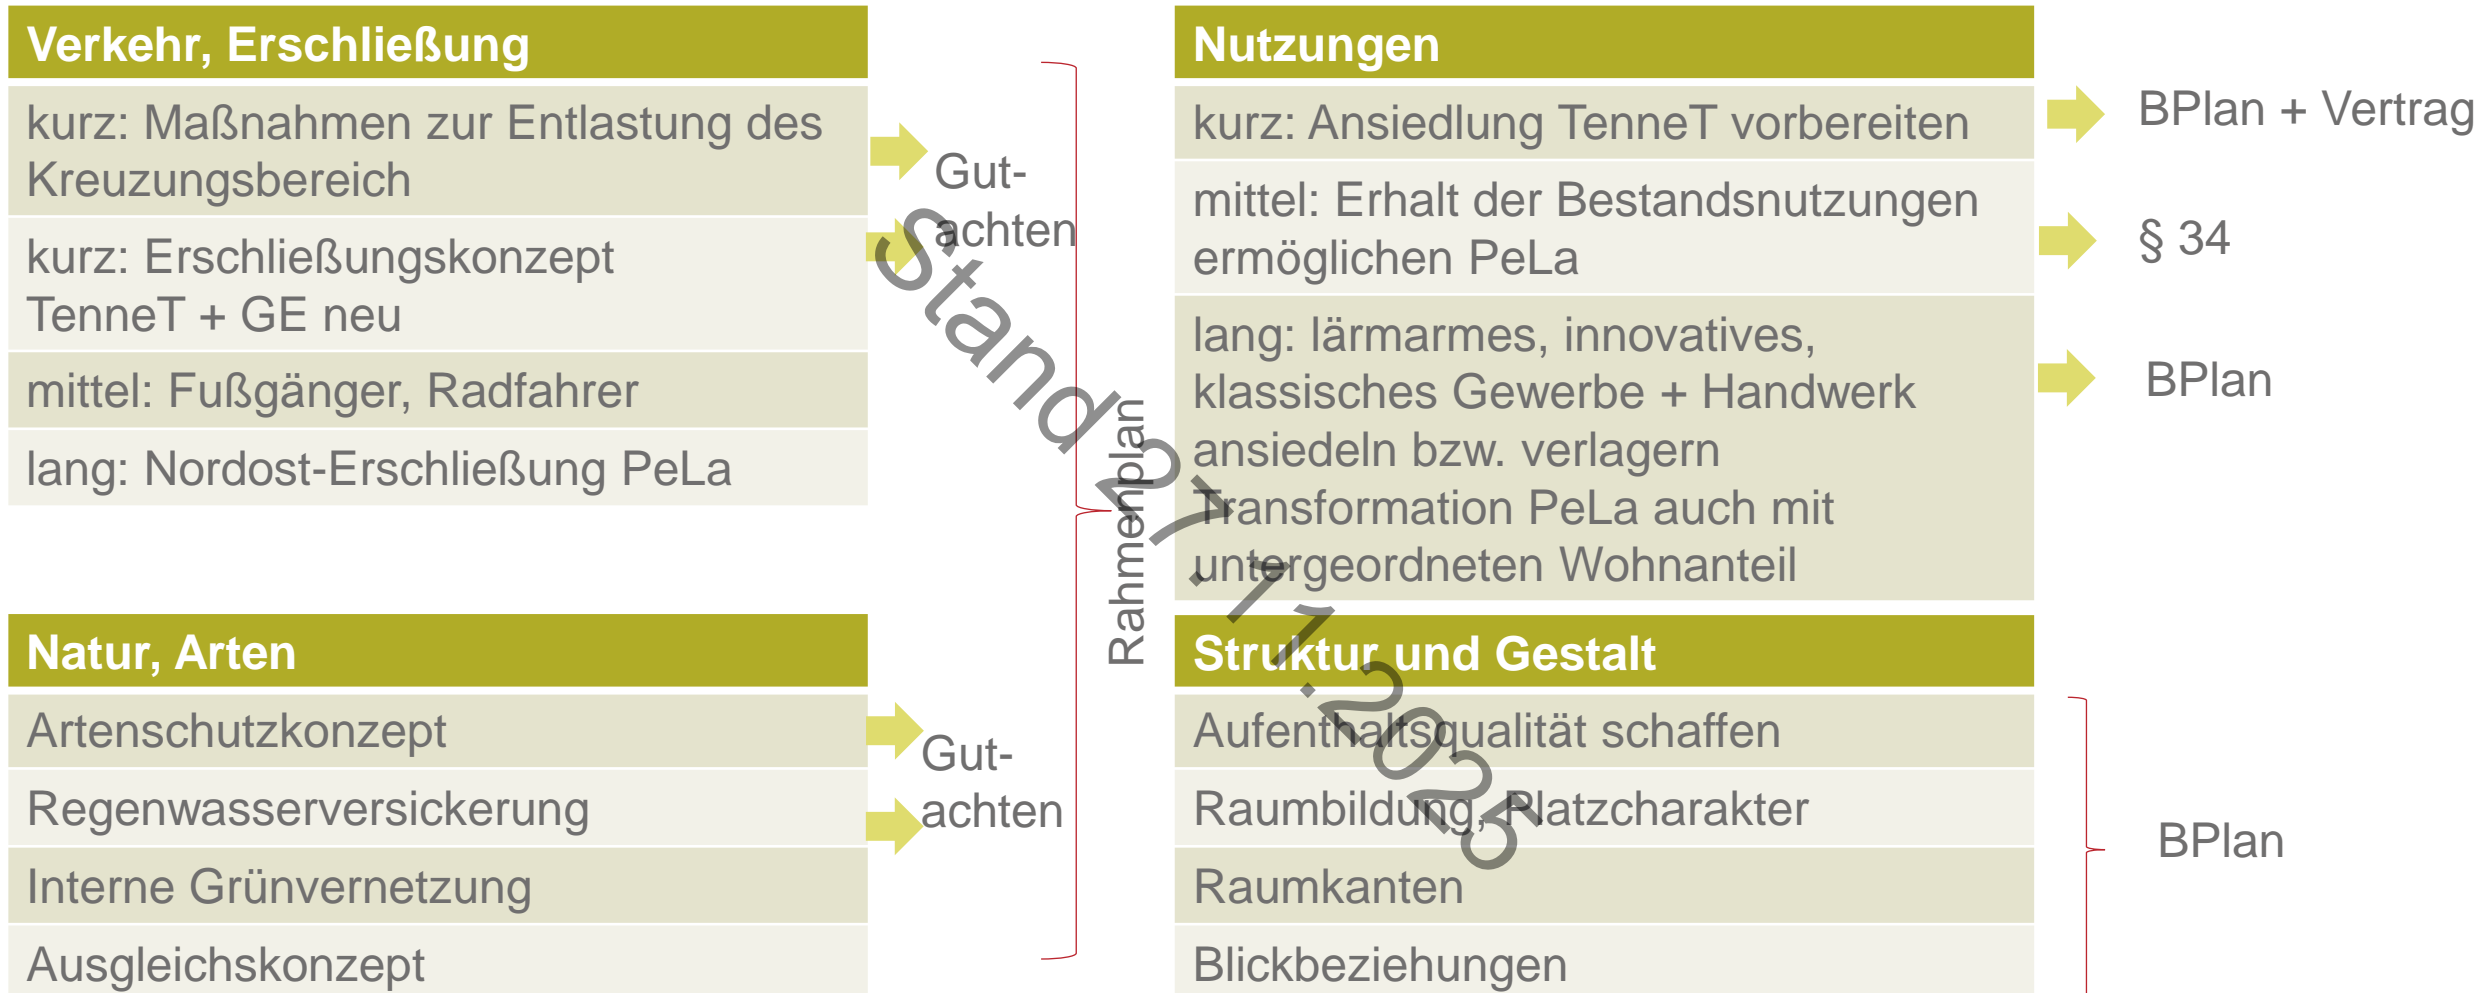 Verkehr, Erschließung
kurz: Maßnahmen zur Entlastung des
Kreuzungsbereich
kurz: Erschließungskonzept
TenneT + GE neu
mittel: Fußgänger, Radfahrer
lang: Nordost-Erschließung PeLa
Gut-
achten
Natur, Arten
Artenschutzkonzept
Regenwasserversickerung
Interne Grünvernetzung
Ausgleichskonzept
Gut-
achten
Rahmenplan
Nutzungen
kurz: Ansiedlung TenneT vorbereiten
BPlan + Vertrag
mittel: Erhalt der Bestandsnutzungen
ermöglichen PeLa
§ 34
lang: lärmarmes, innovatives,
klassisches Gewerbe + Handwerk
ansiedeln bzw. verlagern
Transformation PeLa auch mit
untergeordneten Wohnanteil
BPlan
Struktur und Gestalt
Aufenthaltsqualität schaffen
Raumbildung, Platzcharakter
Raumkanten
Blickbeziehungen
BPlan
Stand 27.11.2025